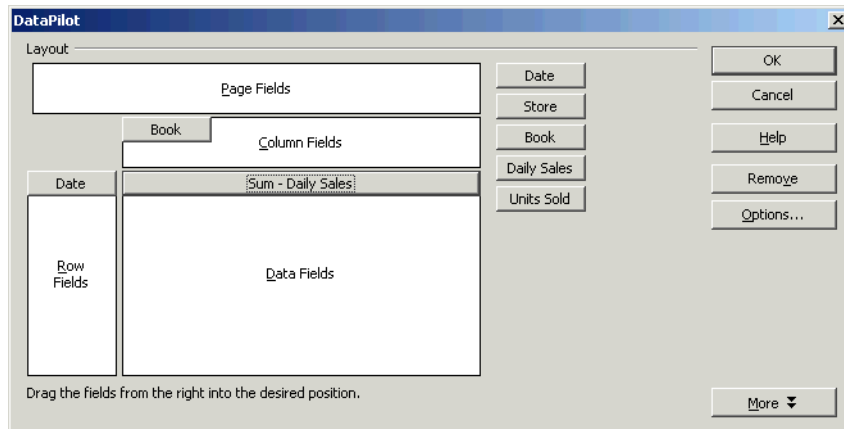 DataPilot
Layout
Page Fields
Book
Column Fields
Date
Sum - Daily Sales
Row
Fields
Data Fields
Date
Store
Book
Daily Sales
Units Sold
OK
Cancel
Help
Remove
Options...
Drag the fields from the right into the desired position.
More